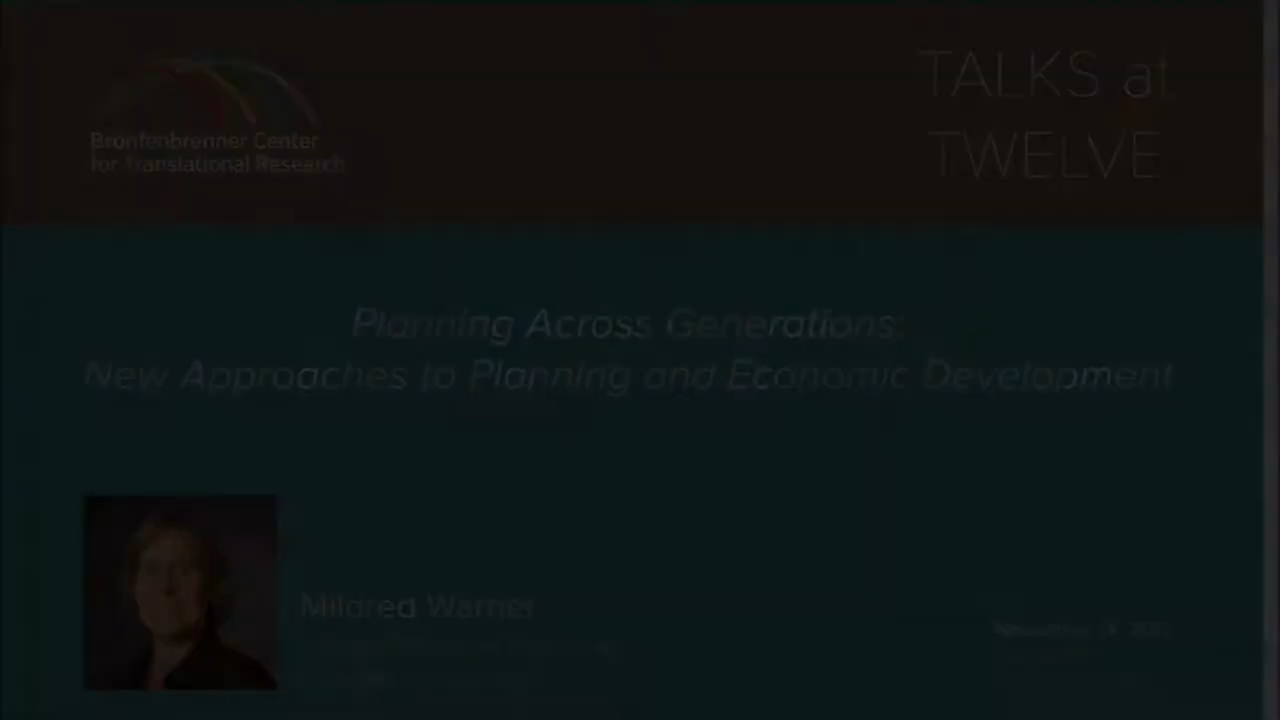 Bronfenbrenner Center
for Translational Research
TALKS at
TWELVE
Planning Across Generations:
New Approaches to Planning and Economic Development
Mildred Warner
November